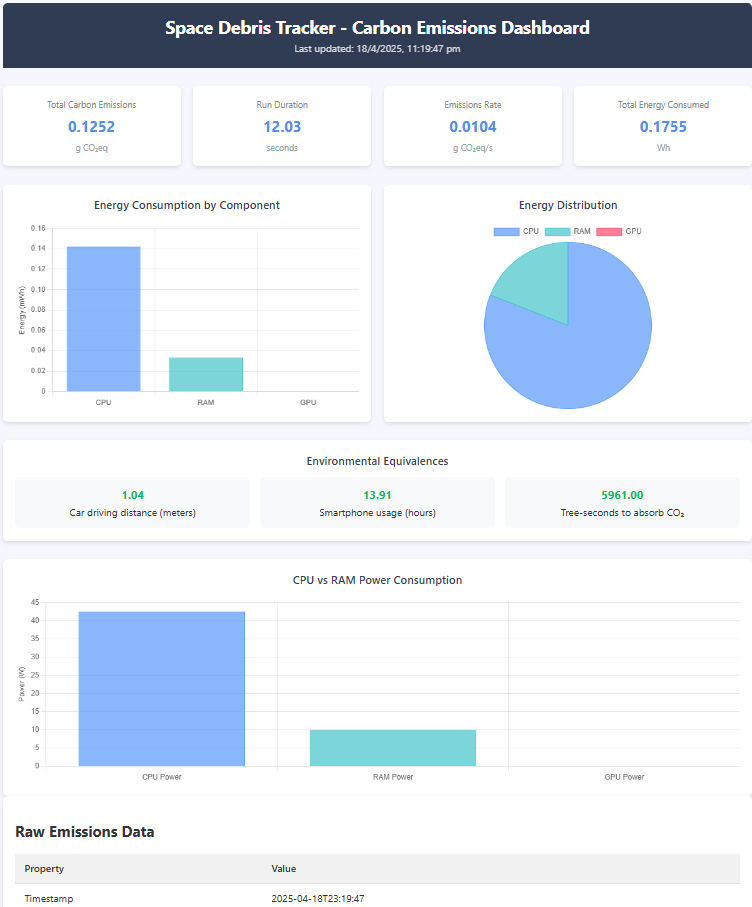 Space Debris Tracker - Carbon Emissions Dashboard
Last updated: 18/4/2025, 11:19:47 pm
Total Carbon Emissions
0.1252
g CO₂eq
Run Duration
12.03
seconds
Emissions Rate
0.0104
g CO₂eq/s
Total Energy Consumed
0.1755
Wh
Energy Consumption by Component
0.16
0.14
0.12
0.10
0.08
0.06
0.04
0.02
0
Energy (mWh)
CPU
RAM
GPU
Energy Distribution
CPU
RAM
GPU
Environmental Equivalences
1.04
Car driving distance (meters)
13.91
Smartphone usage (hours)
5961.00
Tree-seconds to absorb CO₂
CPU vs RAM Power Consumption
45
40
35
30
25
20
15
10
5
0
Power (W)
CPU Power
RAM Power
GPU Power
Raw Emissions Data
Property Value
Timestamp 2025-04-18T23:19:47